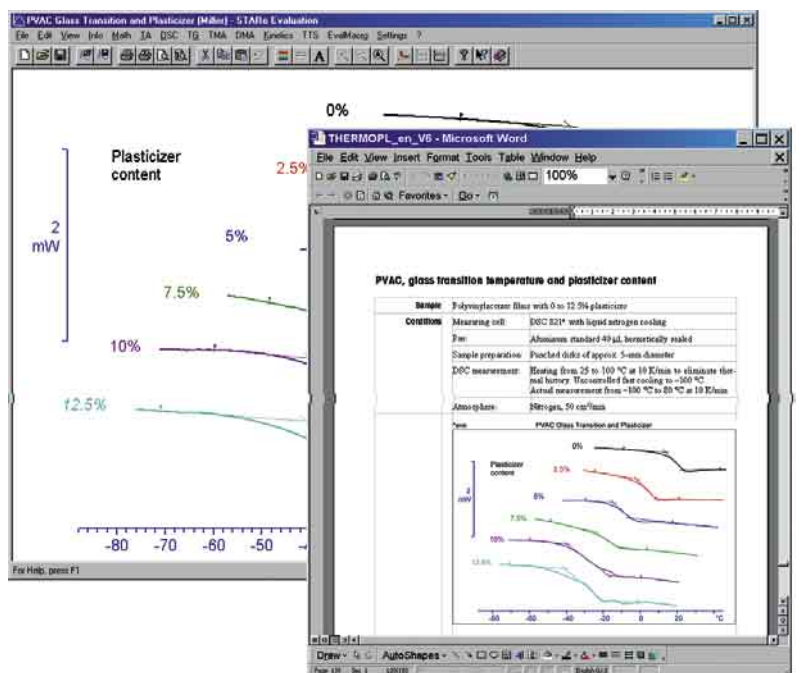 PVAC Glass Transition and Plasticizer (Miller) - STARe Evaluation
File Edit View Info Math TA DSC TG TMA DMA Kinetics TTS EvalMacro Settings ?
0%
Plasticizer
content
2.5%
2
mW
5%
7.5%
10%
12.5%
-80 -70 -60 -50 -40
For Help, press F1
THERMOPL_en_V6 - Microsoft Word
File Edit View Insert Format Tools Table Window Help
100%
Favorites Go
PVAC, glass transition temperature and plasticizer content
Sample Polyvinylacetate films with 0 to 12.5% plasticizer
Conditions Measuring cell: DSC 821e with liquid nitrogen cooling
Pan: Aluminum standard 40 µl, hermetically sealed
Sample preparation: Punched disks of approx. 5-mm diameter
DSC measurement: Heating from 25 to 100 °C at 10 K/min to eliminate ther-
mal history. Uncontrolled fast cooling to −100 °C
Actual measurement from −100 °C to 80 °C at 10 K/min
Atmosphere: Nitrogen, 50 cm³/min
^exo PVAC Glass Transition and Plasticizer
0%
Plasticizer
content
2.5%
2
mW
5%
7.5%
10%
12.5%
-80 -60 -40 -20 0 20 °C
Draw AutoShapes